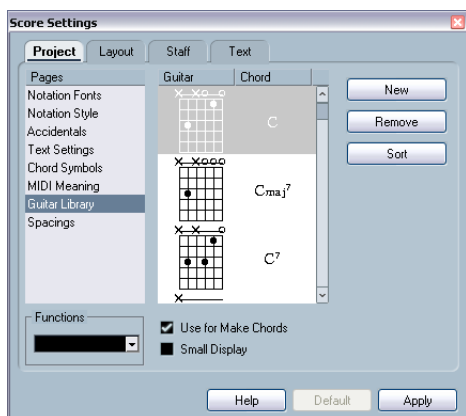 Score Settings
Project Layout Staff Text
Pages
Notation Fonts
Notation Style
Accidentals
Text Settings
Chord Symbols
MIDI Meaning
Guitar Library
Spacings
Guitar Chord
X X O O
C
X X O O O
Cmaj7
X X O
C7
X
New
Remove
Sort
Functions
Use for Make Chords
Small Display
Help Default Apply